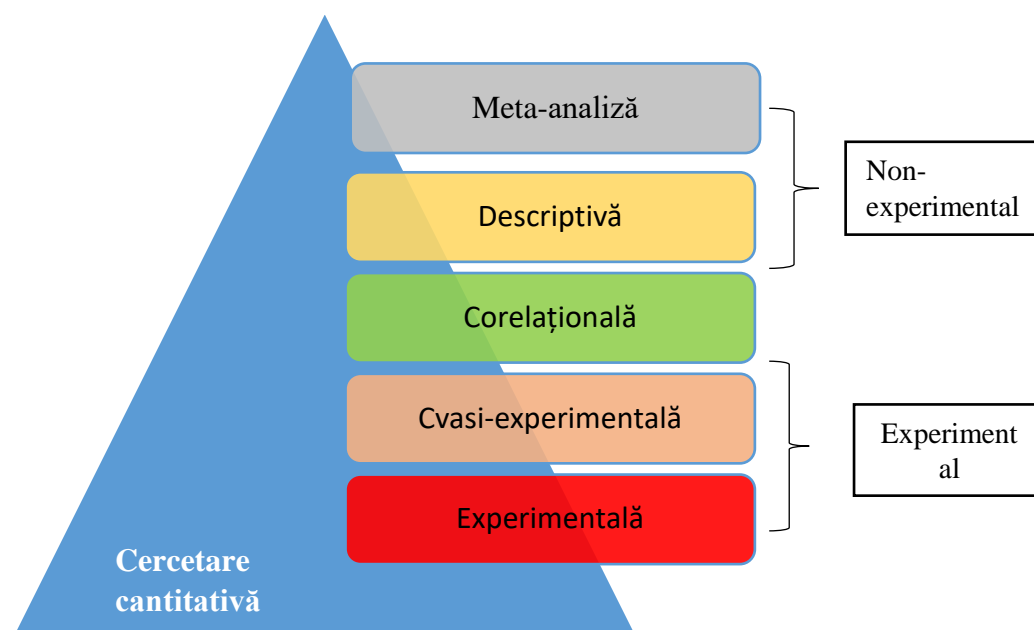 Meta-analiză
Non-
experimental
Descriptivă
Corelațională
Cvasi-experimentală
Experiment
al
Experimentală
Cercetare
cantitativă